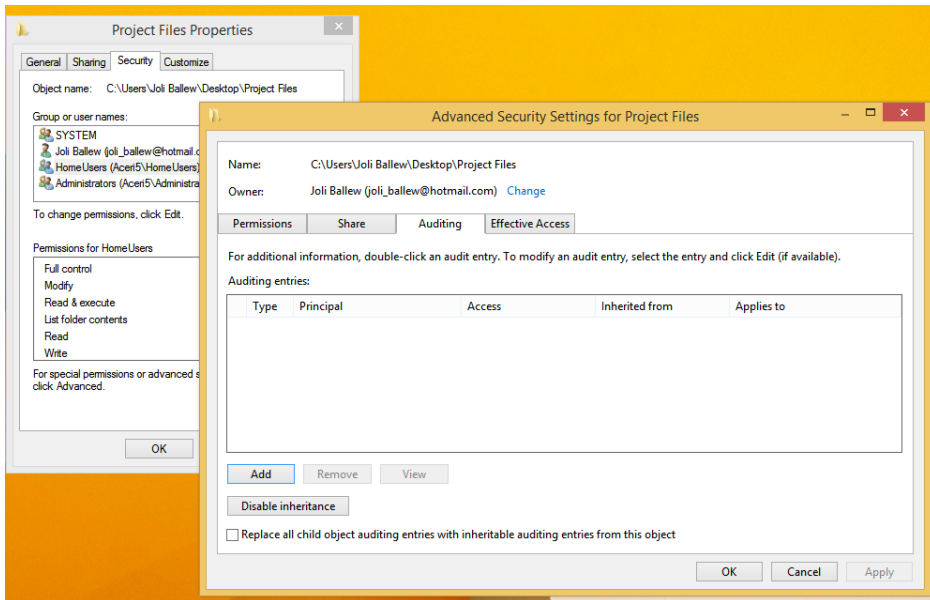 Project Files Properties
General Sharing Security Customize
Object name: C:\Users\Joli Ballew\Desktop\Project Files
Group or user names:
SYSTEM
Joli Ballew (joli_ballew@hotmail.c
HomeUsers (Aceri5\HomeUsers)
Administrators (Aceri5\Administra
To change permissions, click Edit.
Permissions for HomeUsers
Full control
Modify
Read & execute
List folder contents
Read
Write
For special permissions or advanced s
click Advanced.
OK
Advanced Security Settings for Project Files
Name: C:\Users\Joli Ballew\Desktop\Project Files
Owner: Joli Ballew (joli_ballew@hotmail.com) Change
Permissions Share Auditing Effective Access
For additional information, double-click an audit entry. To modify an audit entry, select the entry and click Edit (if available).
Auditing entries:
Type Principal Access Inherited from Applies to
Add Remove View
Disable inheritance
Replace all child object auditing entries with inheritable auditing entries from this object
OK Cancel Apply